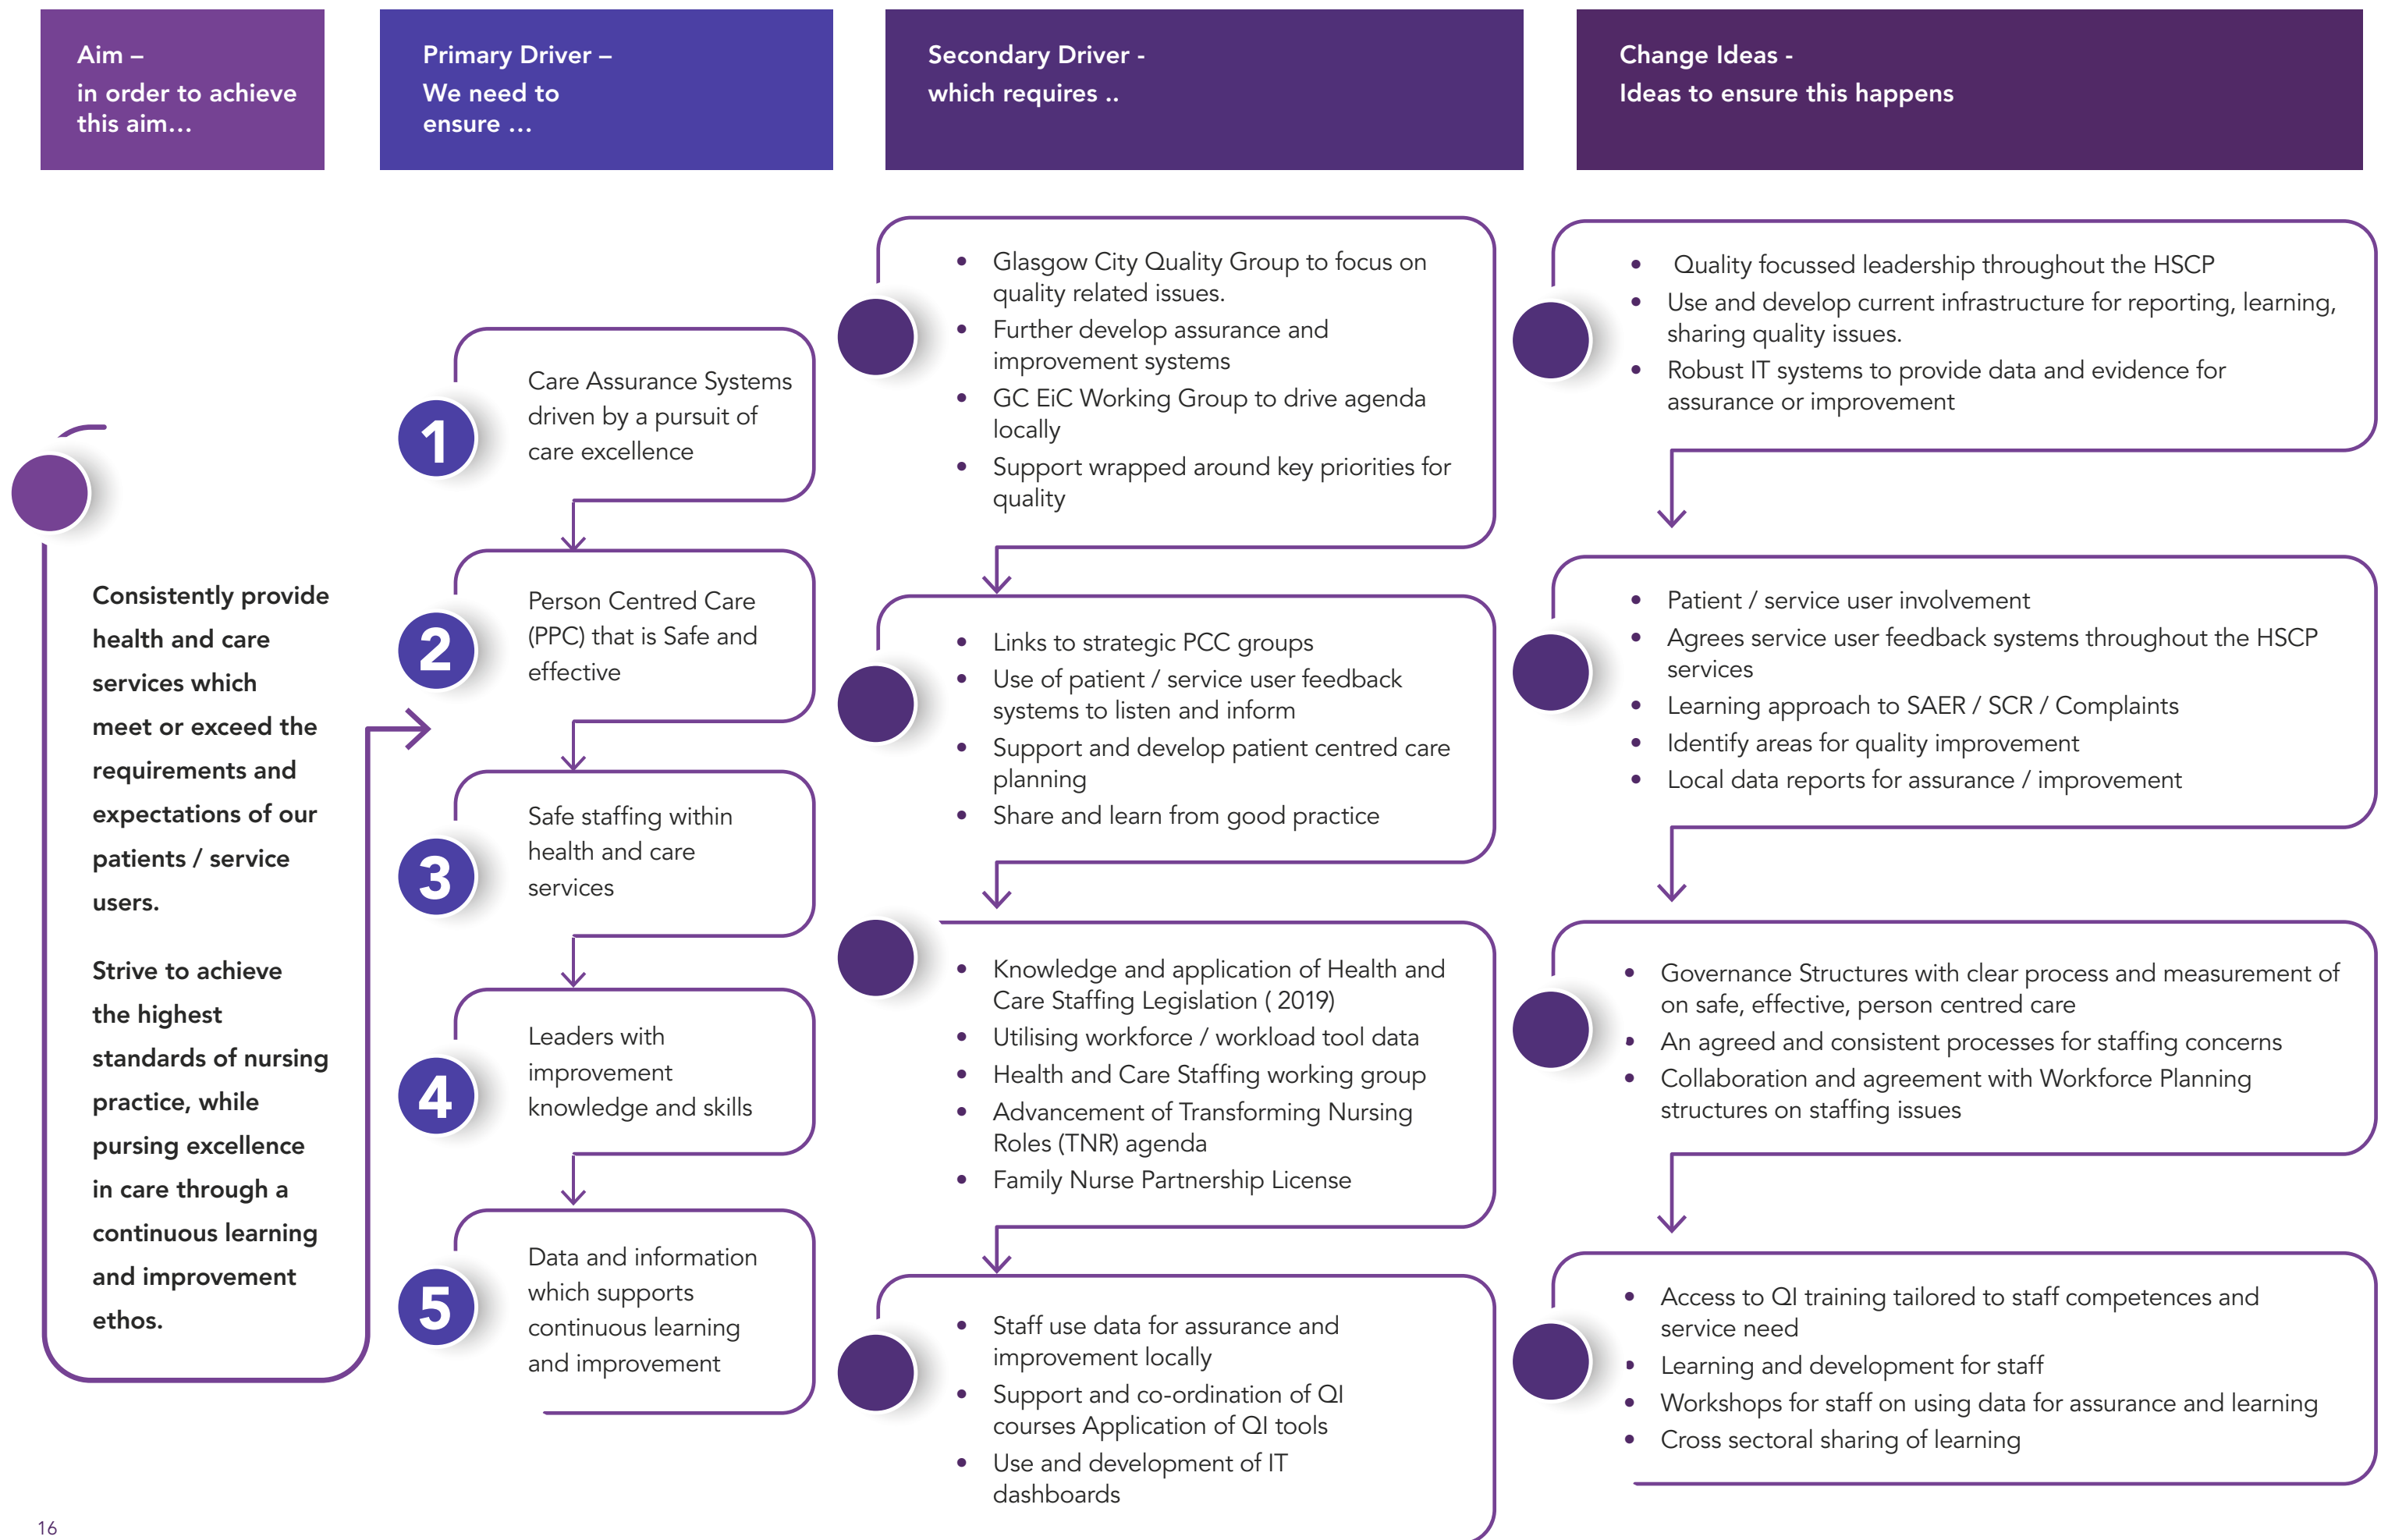 Aim –
in order to achieve
this aim…
Primary Driver –
We need to
ensure …
Secondary Driver -
which requires ..
Change Ideas -
Ideas to ensure this happens
Consistently provide
health and care
services which
meet or exceed the
requirements and
expectations of our
patients / service
users.
Strive to achieve
the highest
standards of nursing
practice, while
pursing excellence
in care through a
continuous learning
and improvement
ethos.
1
Care Assurance Systems
driven by a pursuit of
care excellence
2
Person Centred Care
(PPC) that is Safe and
effective
3
Safe staffing within
health and care
services
4
Leaders with
improvement
knowledge and skills
5
Data and information
which supports
continuous learning
and improvement
• Glasgow City Quality Group to focus on
quality related issues.
• Further develop assurance and
improvement systems
• GC EiC Working Group to drive agenda
locally
• Support wrapped around key priorities for
quality
• Links to strategic PCC groups
• Use of patient / service user feedback
systems to listen and inform
• Support and develop patient centred care
planning
• Share and learn from good practice
• Knowledge and application of Health and
Care Staffing Legislation ( 2019)
• Utilising workforce / workload tool data
• Health and Care Staffing working group
• Advancement of Transforming Nursing
Roles (TNR) agenda
• Family Nurse Partnership License
• Staff use data for assurance and
improvement locally
• Support and co-ordination of QI
courses Application of QI tools
• Use and development of IT
dashboards
• Quality focussed leadership throughout the HSCP
• Use and develop current infrastructure for reporting, learning,
sharing quality issues.
• Robust IT systems to provide data and evidence for
assurance or improvement
• Patient / service user involvement
• Agrees service user feedback systems throughout the HSCP
services
• Learning approach to SAER / SCR / Complaints
• Identify areas for quality improvement
• Local data reports for assurance / improvement
• Governance Structures with clear process and measurement of
on safe, effective, person centred care
• An agreed and consistent processes for staffing concerns
• Collaboration and agreement with Workforce Planning
structures on staffing issues
• Access to QI training tailored to staff competences and
service need
• Learning and development for staff
• Workshops for staff on using data for assurance and learning
• Cross sectoral sharing of learning
16